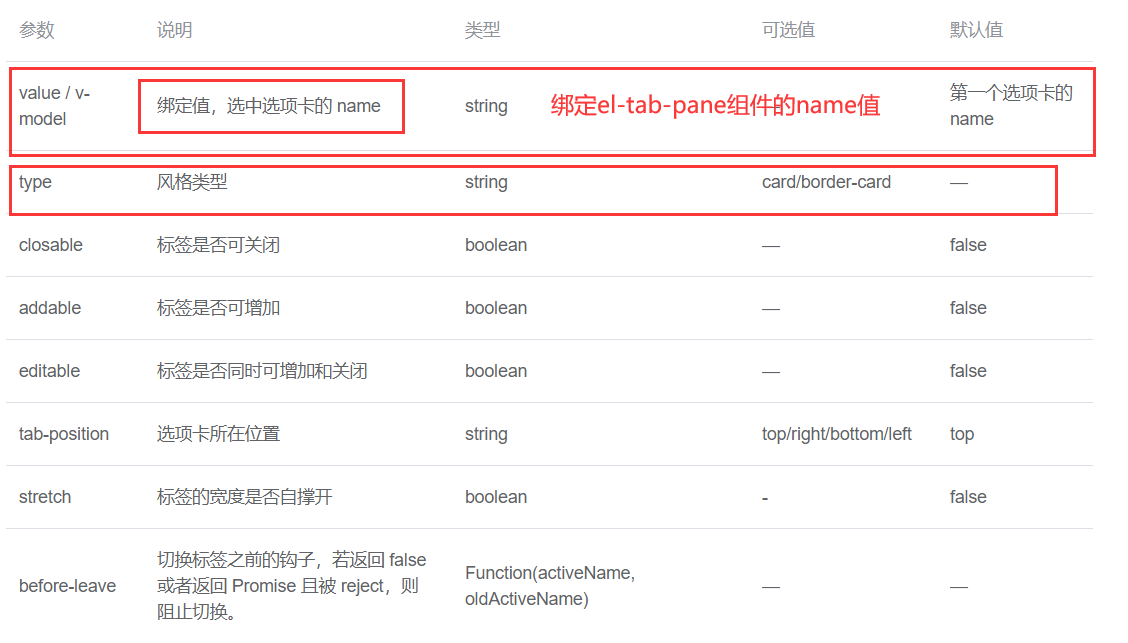 参数 说明 类型 可选值 默认值
value / v-
model
绑定值，选中选项卡的 name
string
绑定el-tab-pane组件的name值
第一个选项卡的
name
type 风格类型 string card/border-card —
closable 标签是否可关闭 boolean — false
addable 标签是否可增加 boolean — false
editable 标签是否同时可增加和关闭 boolean — false
tab-position 选项卡所在位置 string top/right/bottom/left top
stretch 标签的宽度是否自撑开 boolean - false
before-leave
切换标签之前的钩子，若返回 false
或者返回 Promise 且被 reject，则
阻止切换。
Function(activeName,
oldActiveName)
— —